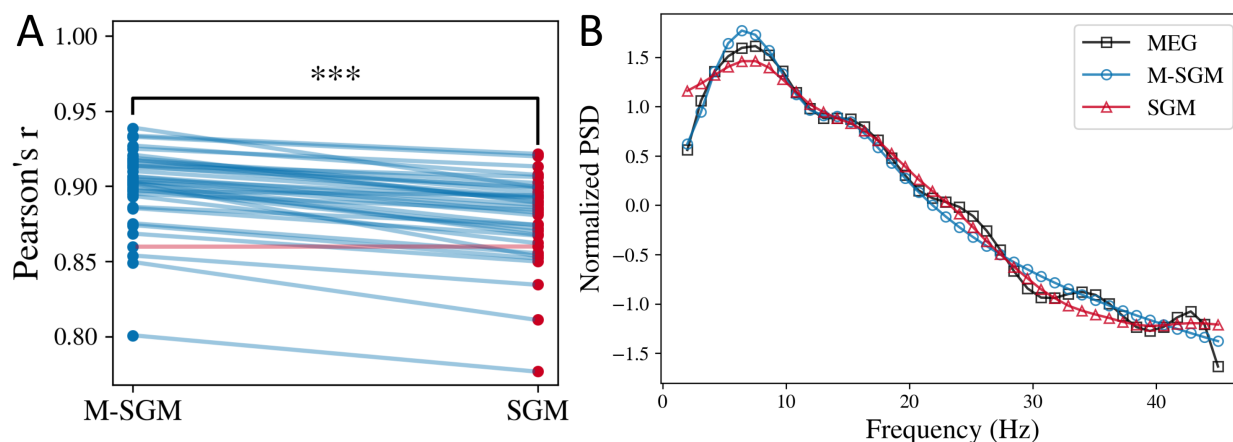 A
1.00
0.95
0.90
0.85
0.80
Pearson's r
***
M-SGM
SGM
B
1.5
1.0
0.5
0.0
−0.5
−1.0
−1.5
Normalized PSD
MEG
M-SGM
SGM
0
10
20
30
40
Frequency (Hz)